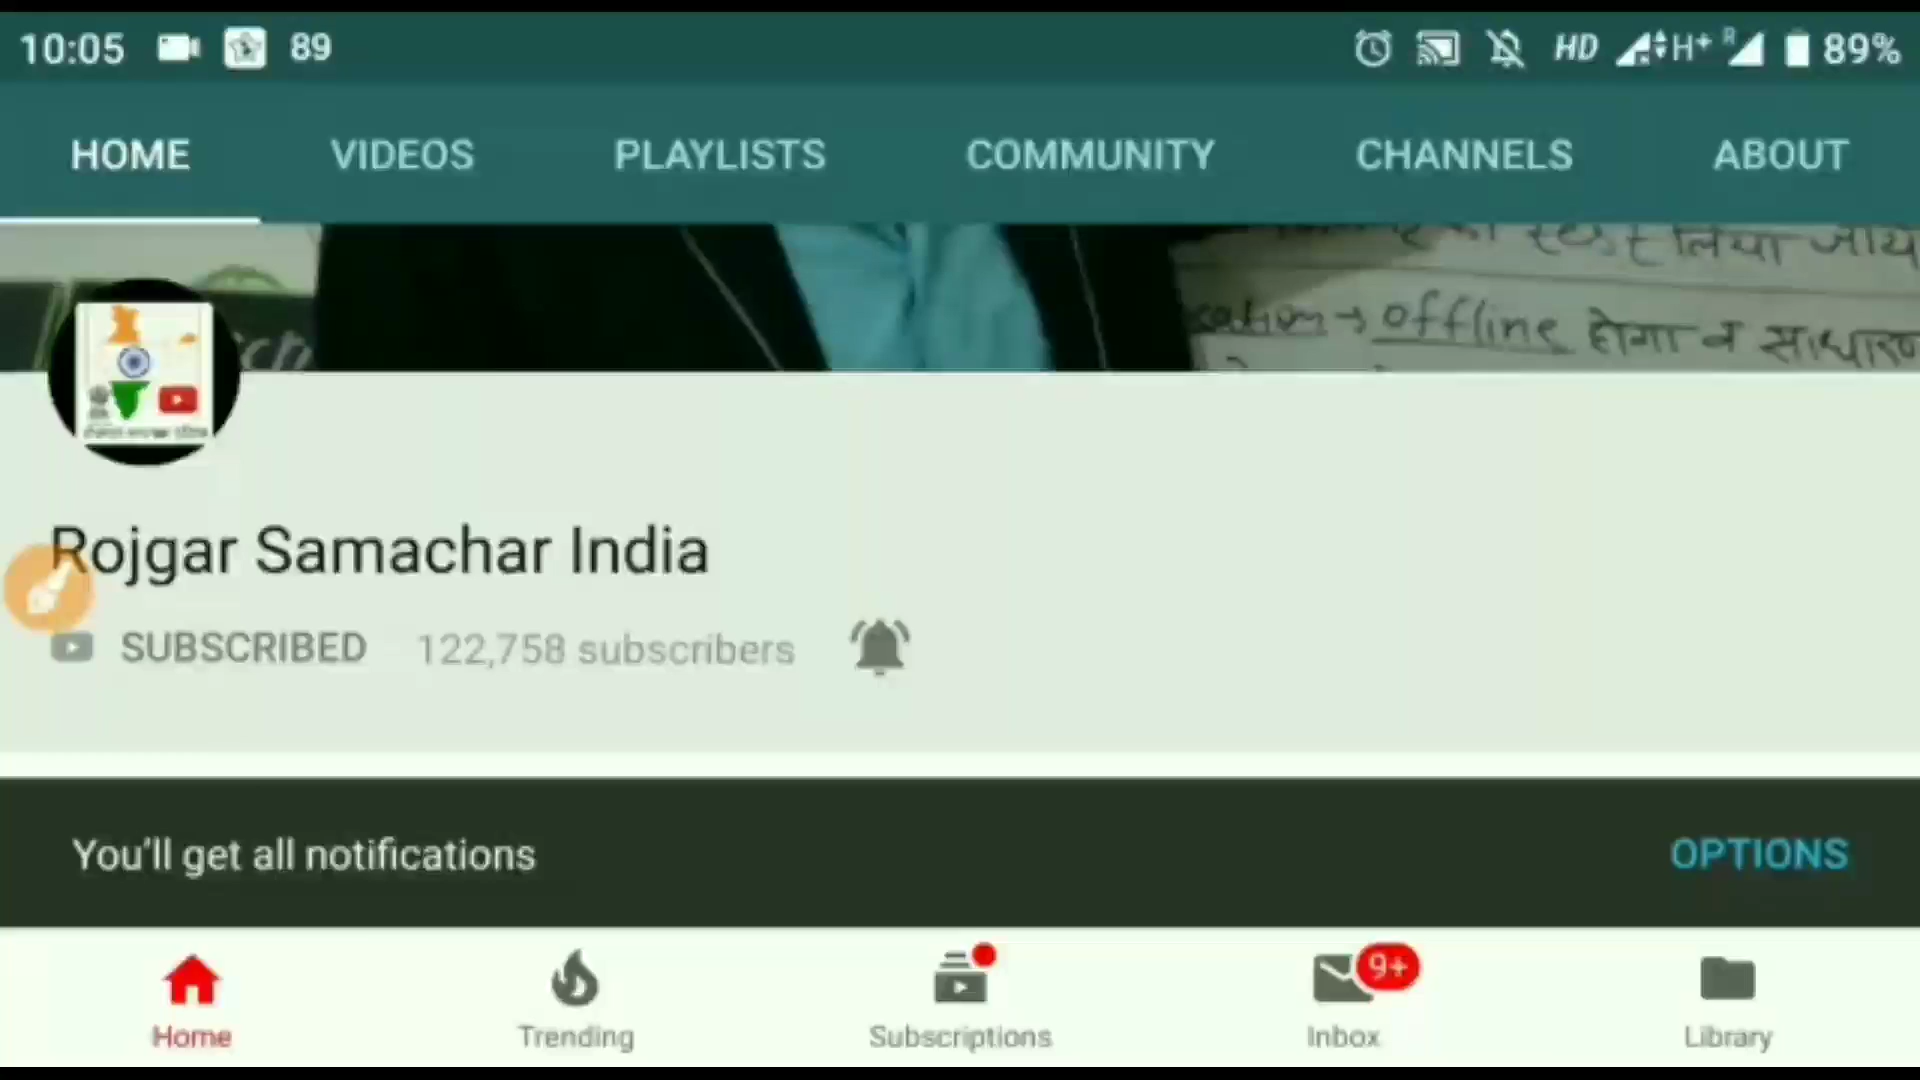 10:05 89 HD H+ R 89%
HOME VIDEOS PLAYLISTS COMMUNITY CHANNELS ABOUT
लिया जाय
offline होगा व साधारण
Rojgar Samachar India
SUBSCRIBED 122,758 subscribers
You'll get all notifications OPTIONS
9+
Home Trending Subscriptions Inbox Library